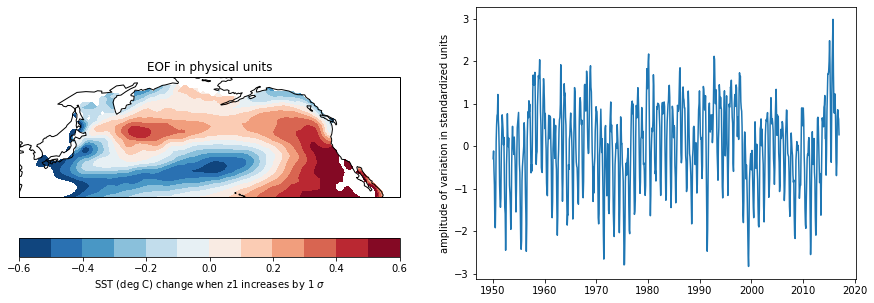 EOF in physical units
−0.6 −0.4 −0.2 0.0 0.2 0.4 0.6
SST (deg C) change when z1 increases by 1 σ
amplitude of variation in standardized units
3
2
1
0
−1
−2
−3
1950 1960 1970 1980 1990 2000 2010 2020